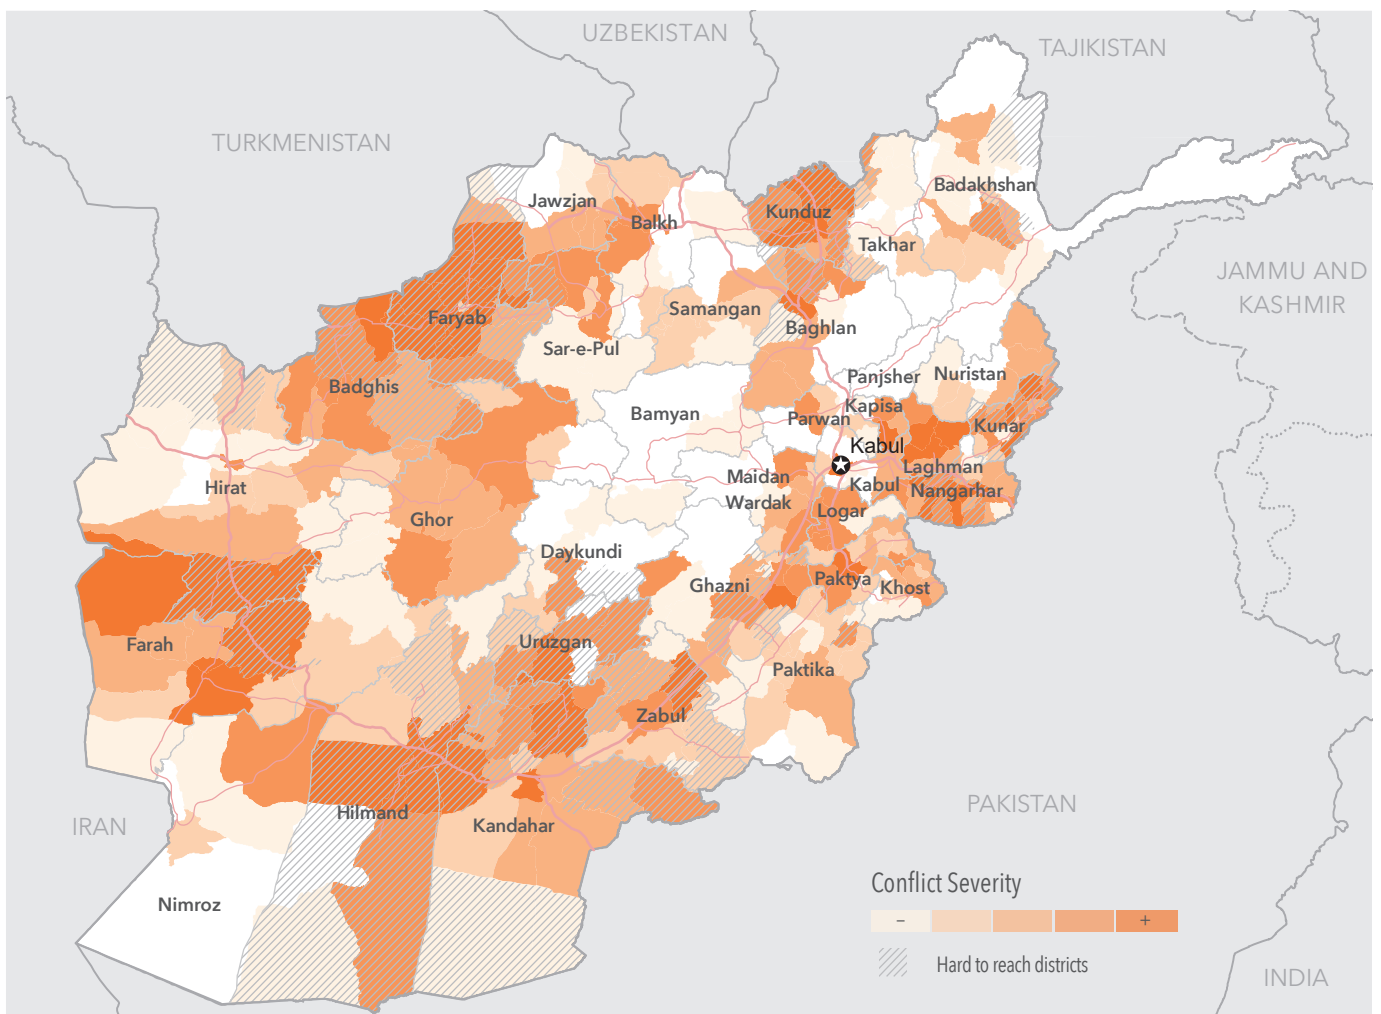 UZBEKISTAN
TAJIKISTAN
TURKMENISTAN
Badakhshan
Jawzjan
Kunduz
Balkh
Takhar
JAMMU AND
KASHMIR
Samangan
Faryab
Baghlan
Sar-e-Pul
Panjsher
Nuristan
Badghis
Kapisa
Bamyan
Parwan
Kunar
Kabul
Laghman
Maidan
Wardak
Kabul
Nangarhar
Hirat
Logar
Ghor
Daykundi
Ghazni
Paktya
Khost
Uruzgan
Farah
Paktika
Zabul
PAKISTAN
IRAN
Hilmand
Kandahar
Nimroz
Conflict Severity
- +
Hard to reach districts
INDIA